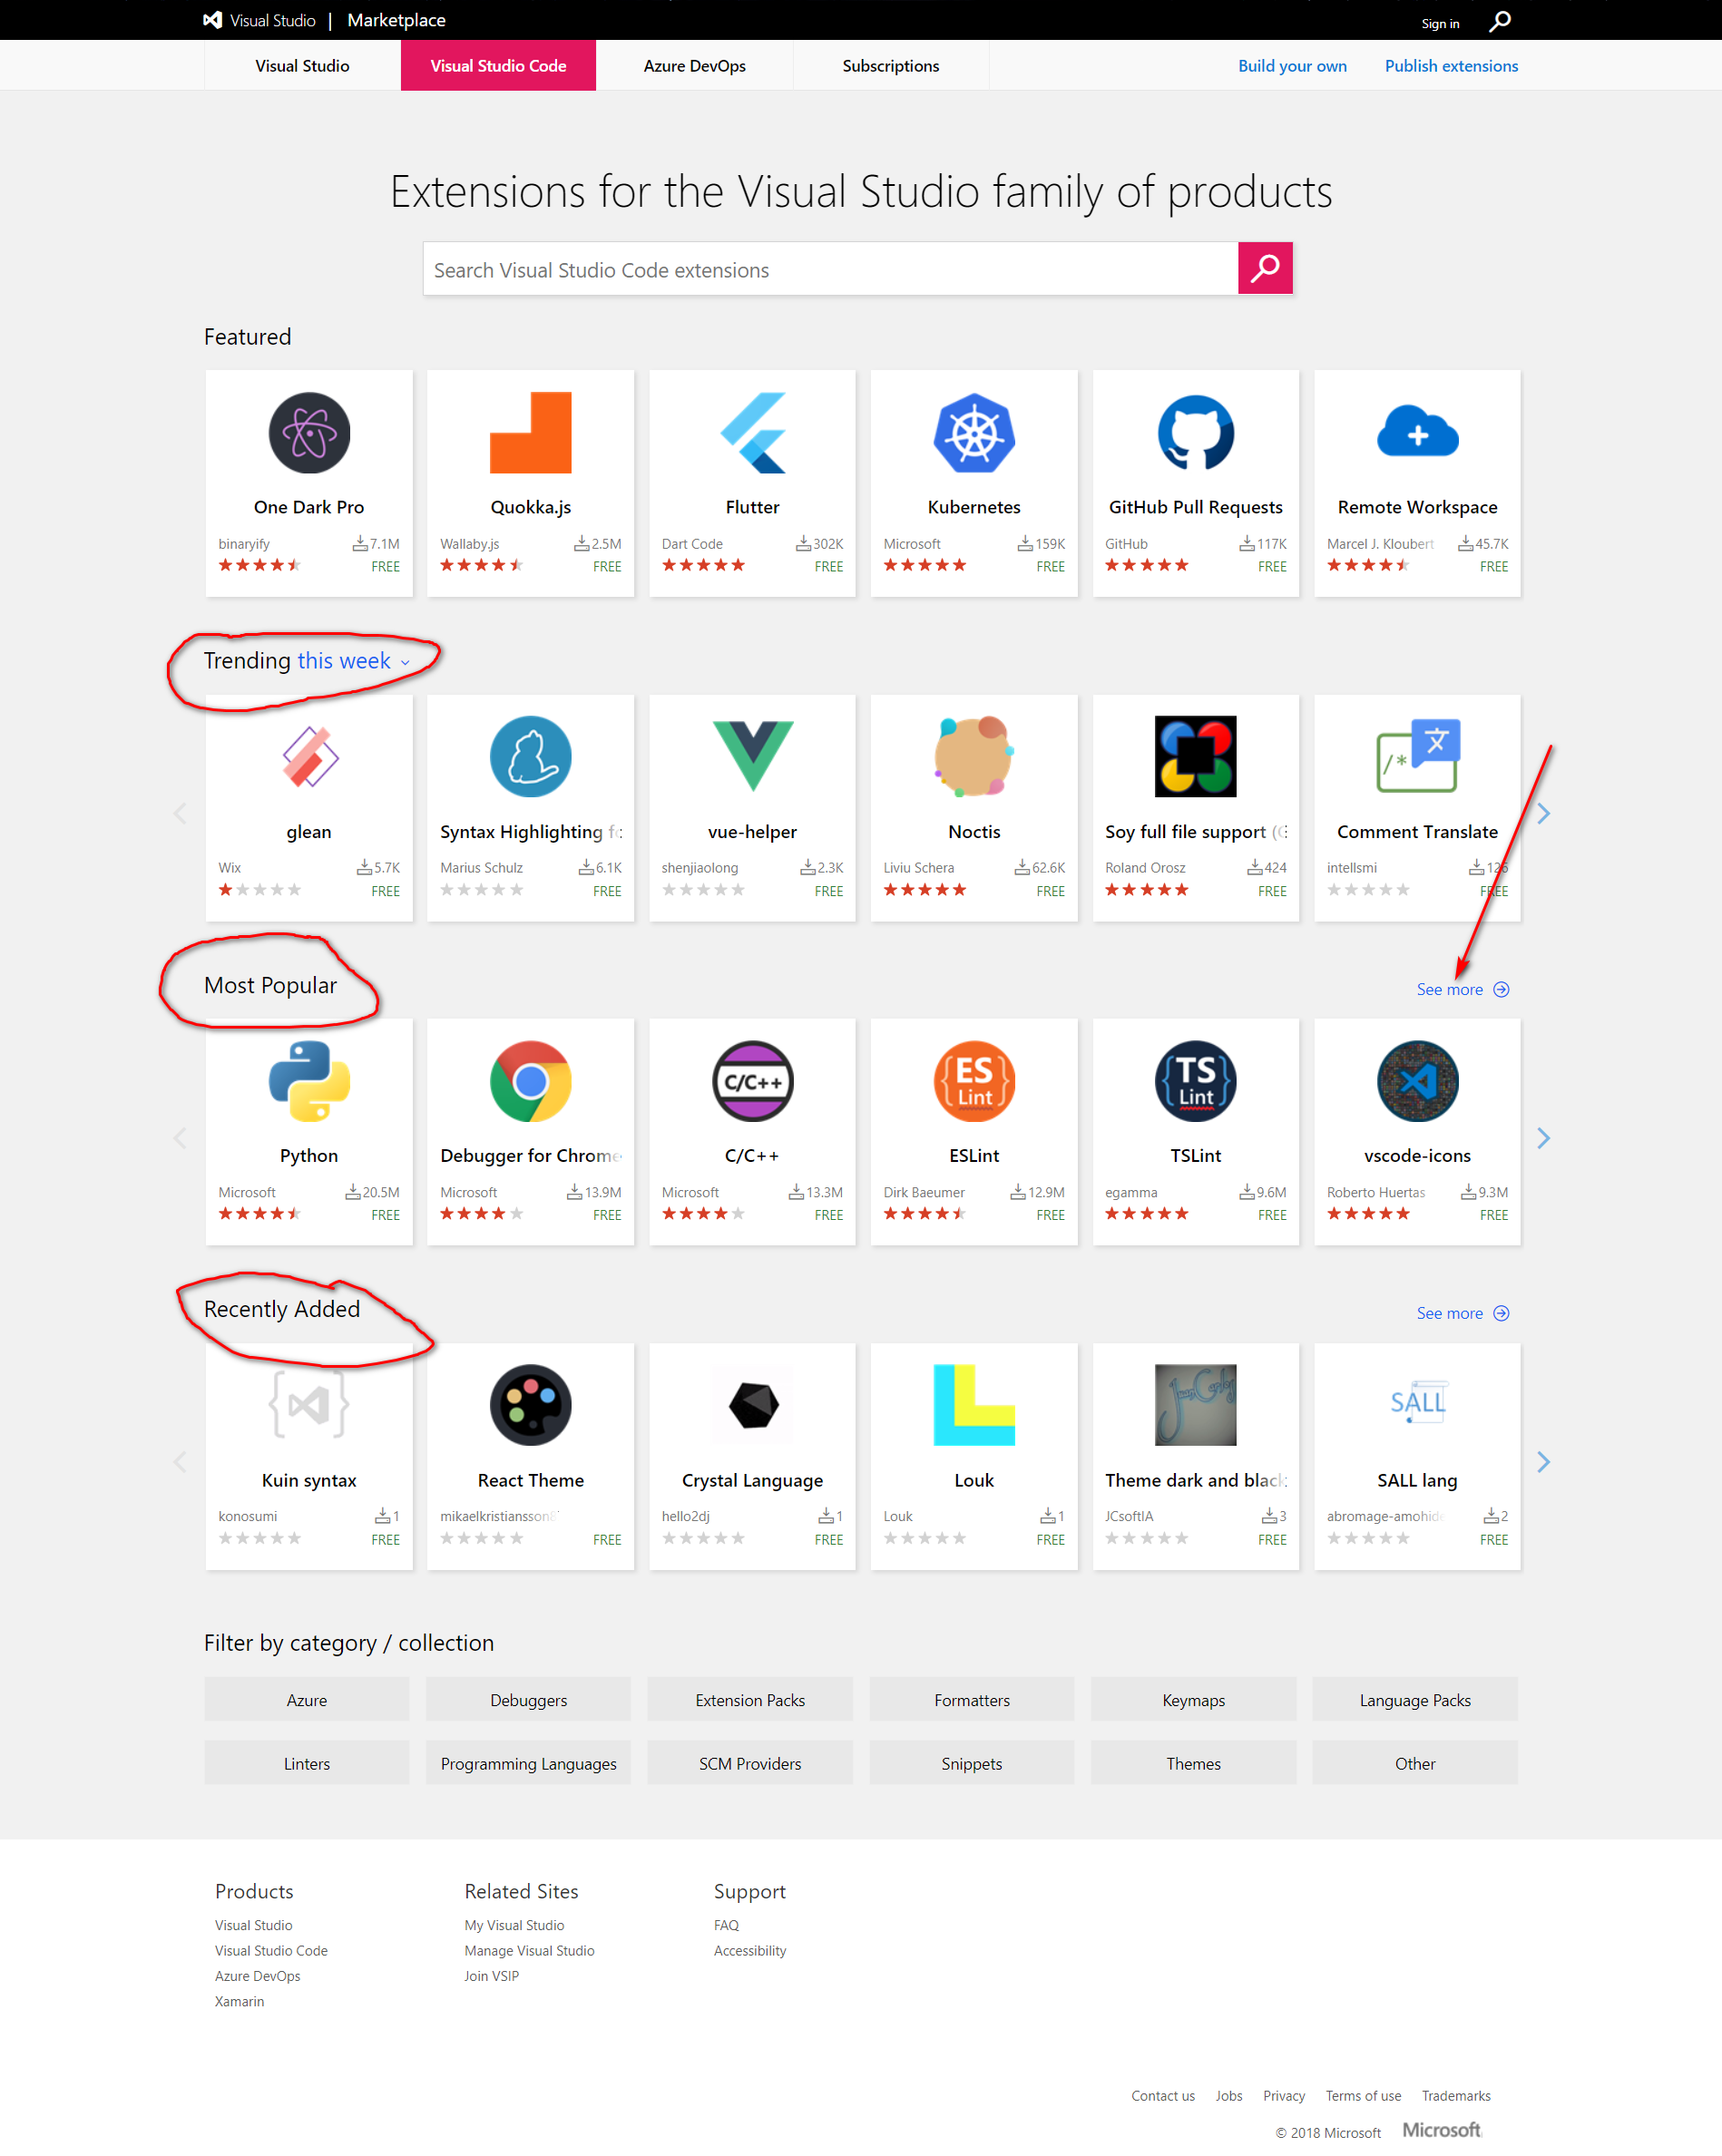 Visual Studio | Marketplace
Sign in
Visual Studio
Visual Studio Code
Azure DevOps
Subscriptions
Build your own
Publish extensions
Extensions for the Visual Studio family of products
Search Visual Studio Code extensions
Featured
One Dark Pro
binaryify 7.1M
FREE
Quokka.js
Wallaby.js 2.5M
FREE
Flutter
Dart Code 302K
FREE
Kubernetes
Microsoft 159K
FREE
GitHub Pull Requests
GitHub 117K
FREE
Remote Workspace
Marcel J. Kloubert 45.7K
FREE
Trending this week
glean
Wix 5.7K
FREE
Syntax Highlighting fo
Marius Schulz 6.1K
FREE
vue-helper
shenjiaolong 2.3K
FREE
Noctis
Liviu Schera 62.6K
FREE
Soy full file support (
Roland Orosz 424
FREE
/* 文
Comment Translate
intellsmi 126
FREE
Most Popular
See more
Python
Microsoft 20.5M
FREE
Debugger for Chrome
Microsoft 13.9M
FREE
C/C++
C/C++
Microsoft 13.3M
FREE
{ES}
Lint
ESLint
Dirk Baeumer 12.9M
FREE
{TS}
Lint
TSLint
egamma 9.6M
FREE
vscode-icons
Roberto Huertas 9.3M
FREE
Recently Added
See more
Kuin syntax
konosumi 1
FREE
React Theme
mikaelkristiansson8
FREE
Crystal Language
hello2dj 1
FREE
Louk
Louk 1
FREE
Theme dark and black
JCsoftIA 3
FREE
SALL
SALL lang
abromage-amohide 2
FREE
Filter by category / collection
Azure
Debuggers
Extension Packs
Formatters
Keymaps
Language Packs
Linters
Programming Languages
SCM Providers
Snippets
Themes
Other
Products
Visual Studio
Visual Studio Code
Azure DevOps
Xamarin
Related Sites
My Visual Studio
Manage Visual Studio
Join VSIP
Support
FAQ
Accessibility
Contact us Jobs Privacy Terms of use Trademarks
© 2018 Microsoft Microsoft